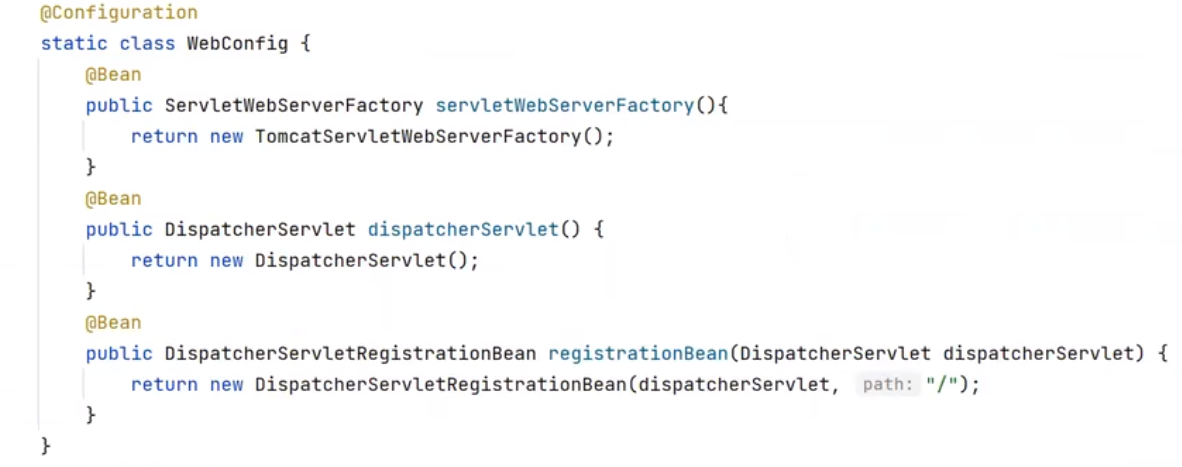 @Configuration
static class WebConfig {
    @Bean
    public ServletWebServerFactory servletWebServerFactory(){
        return new TomcatServletWebServerFactory();
    }
    @Bean
    public DispatcherServlet dispatcherServlet() {
        return new DispatcherServlet();
    }
    @Bean
    public DispatcherServletRegistrationBean registrationBean(DispatcherServlet dispatcherServlet) {
        return new DispatcherServletRegistrationBean(dispatcherServlet, path: "/");
    }
}